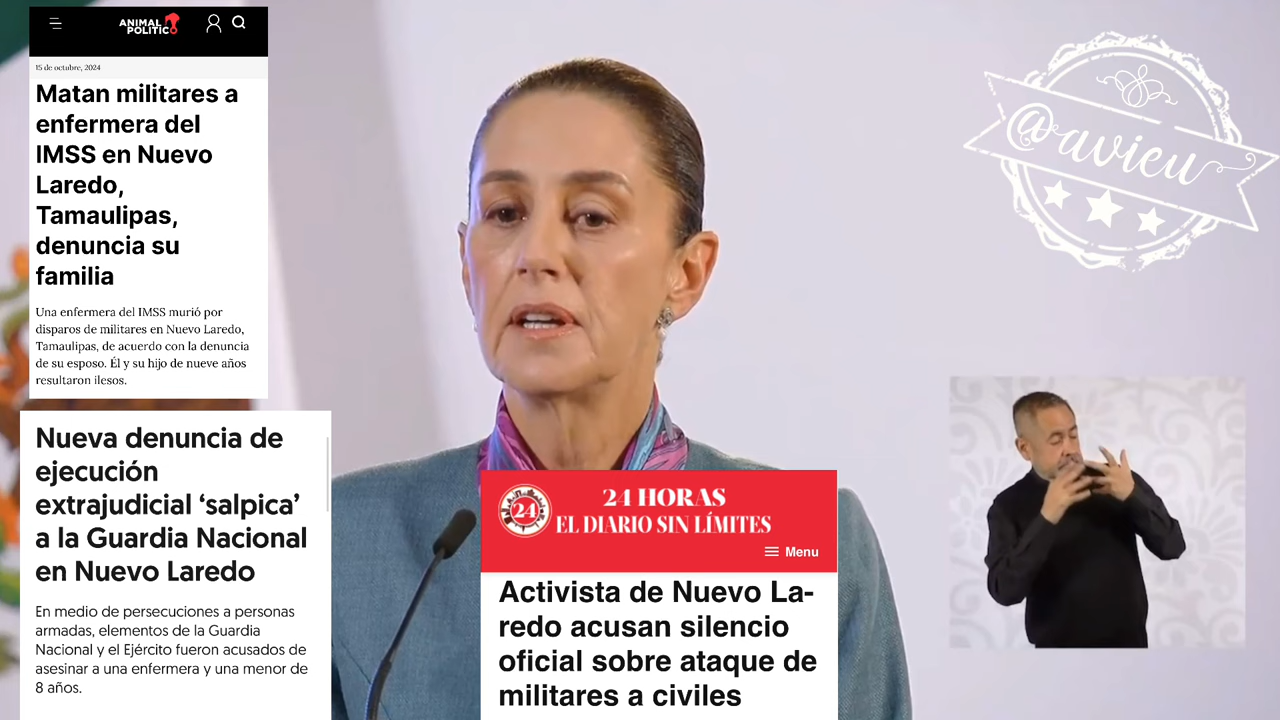 ANIMAL
POLÍTICO
15 de octubre, 2024
Matan militares a
enfermera del
IMSS en Nuevo
Laredo,
Tamaulipas,
denuncia su
familia
Una enfermera del IMSS murió por
disparos de militares en Nuevo Laredo,
Tamaulipas, de acuerdo con la denuncia
de su esposo. Él y su hijo de nueve años
resultaron ilesos.
Nueva denuncia de
ejecución
extrajudicial ‘salpica’
a la Guardia Nacional
en Nuevo Laredo
En medio de persecuciones a personas
armadas, elementos de la Guardia
Nacional y el Ejército fueron acusados de
asesinar a una enfermera y una menor de
8 años.
24
24 HORAS
EL DIARIO SIN LÍMITES
Menu
Activista de Nuevo La-
redo acusan silencio
oficial sobre ataque de
militares a civiles
@avieu